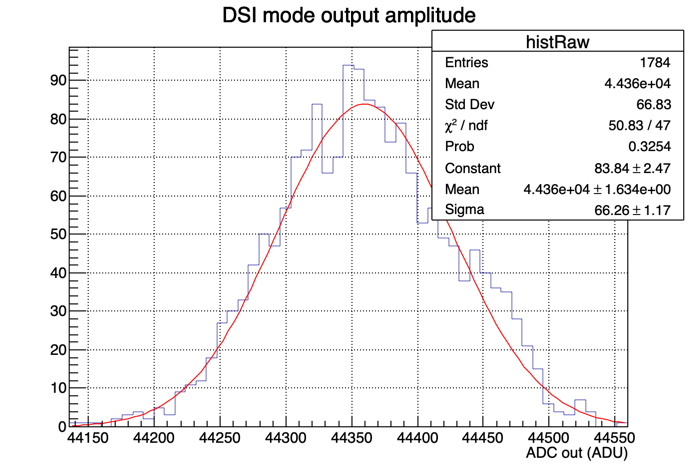 DSI mode output amplitude
histRaw
Entries 1784
Mean 4.436e+04
Std Dev 66.83
χ² / ndf 50.83 / 47
Prob 0.3254
Constant 83.84 ± 2.47
Mean 4.436e+04 ± 1.634e+00
Sigma 66.26 ± 1.17
90
80
70
60
50
40
30
20
10
0
44150 44200 44250 44300 44350 44400 44450 44500 44550
ADC out (ADU)